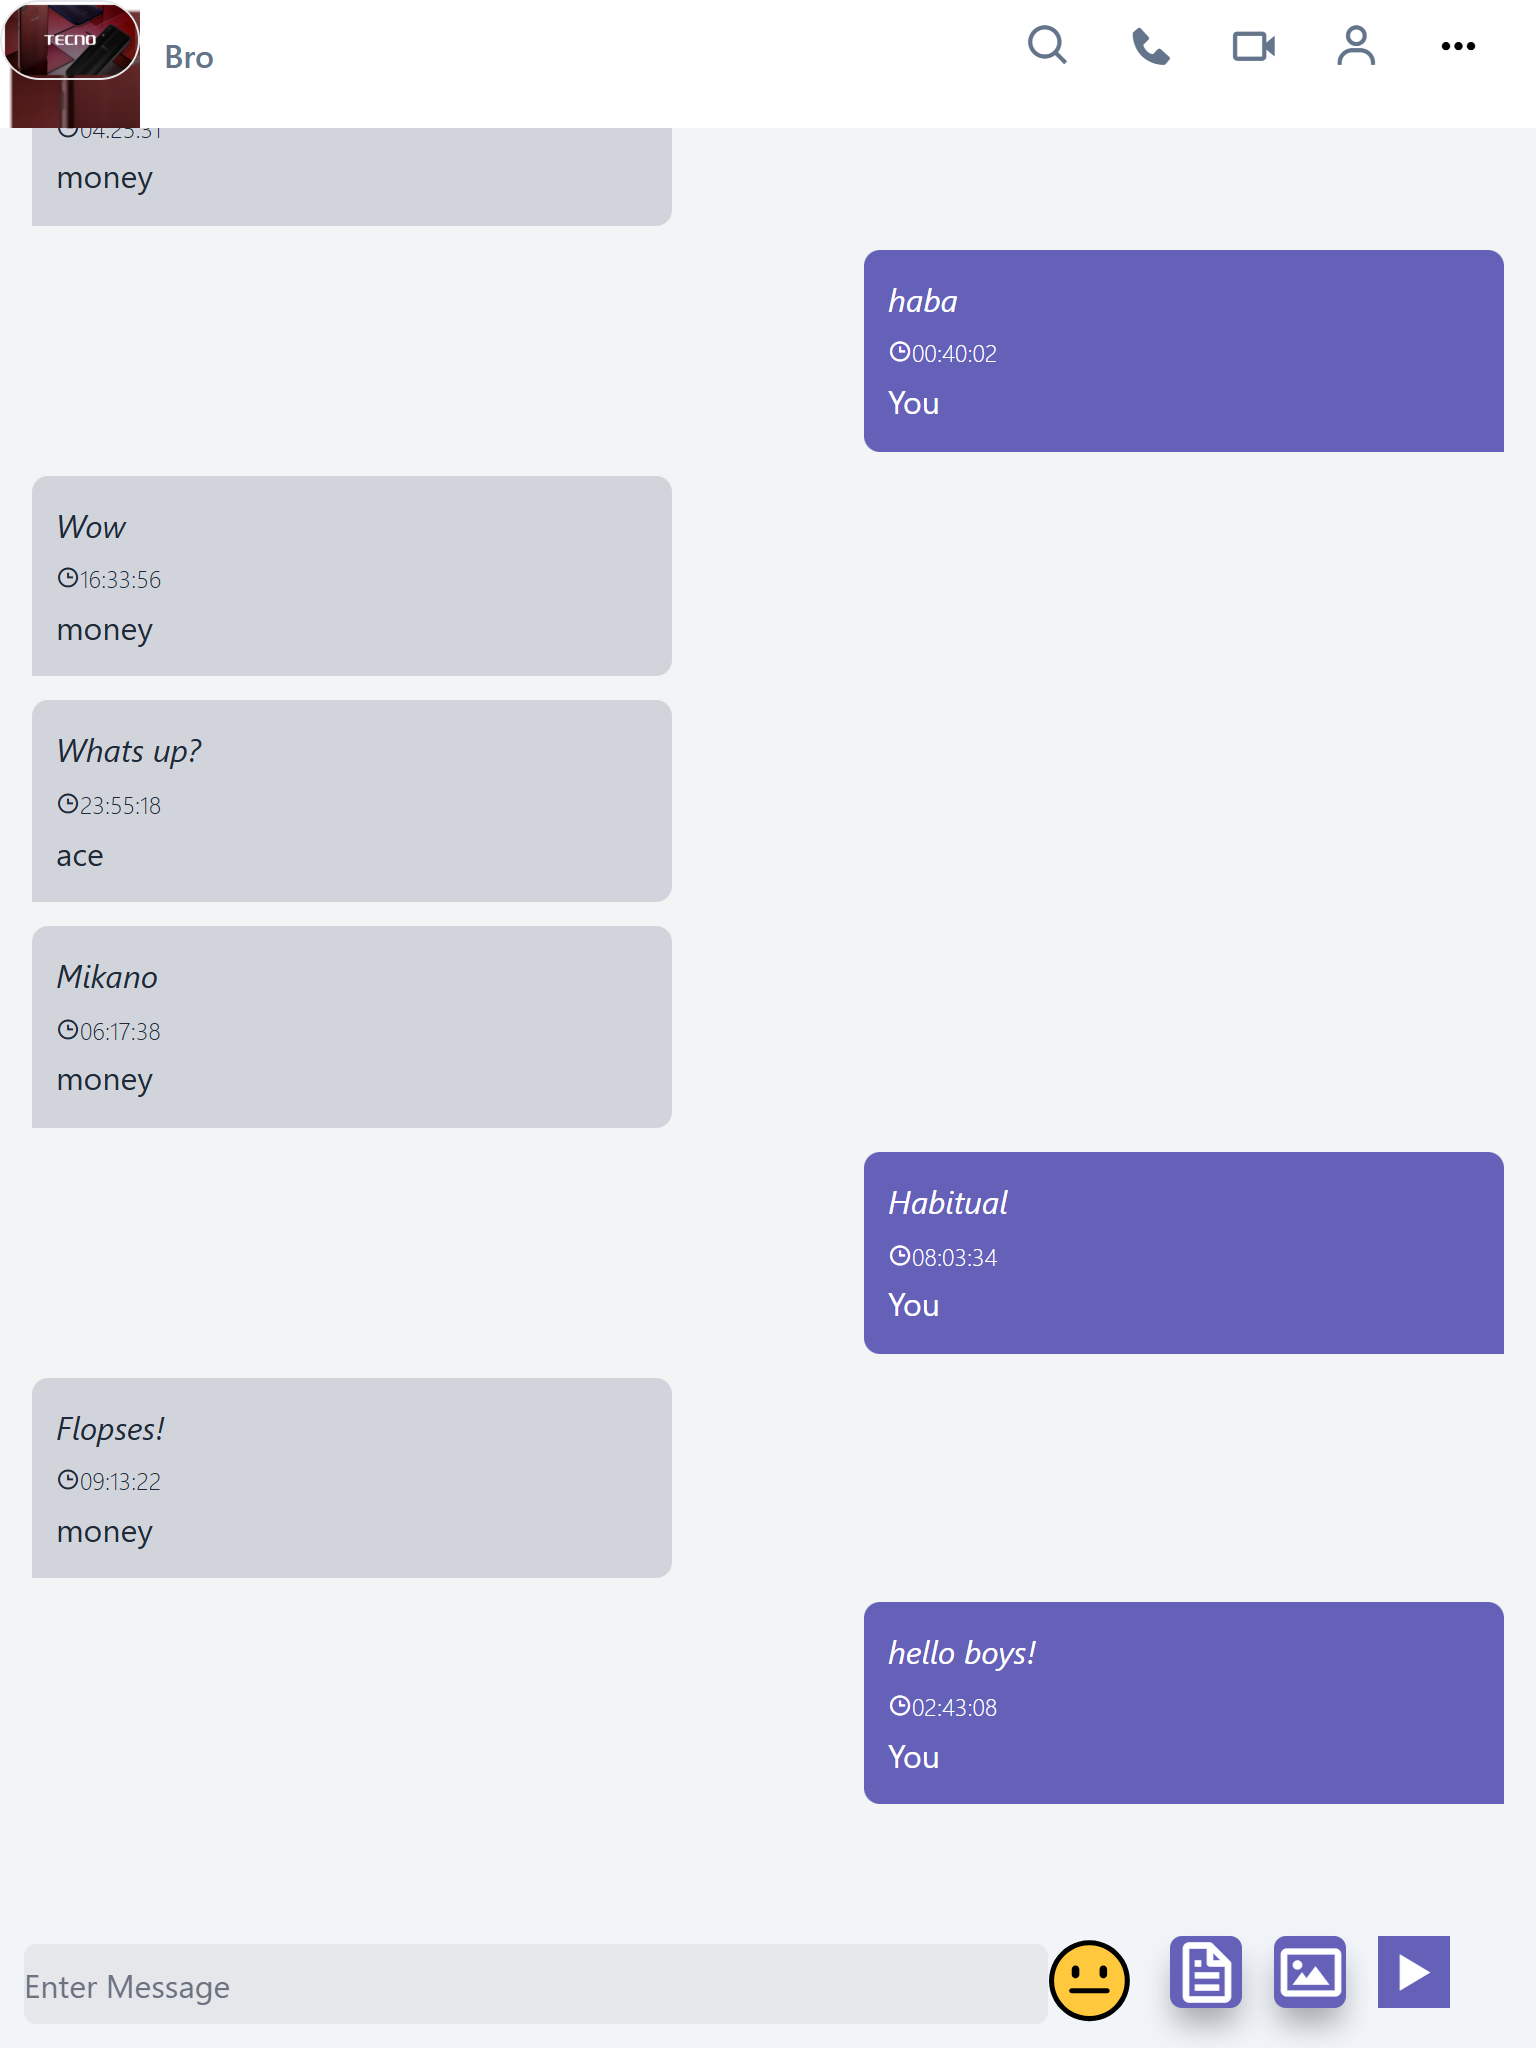 TECNO
Bro
04:25:31
money
haba
00:40:02
You
Wow
16:33:56
money
Whats up?
23:55:18
ace
Mikano
06:17:38
money
Habitual
08:03:34
You
Flopses!
09:13:22
money
hello boys!
02:43:08
You
Enter Message